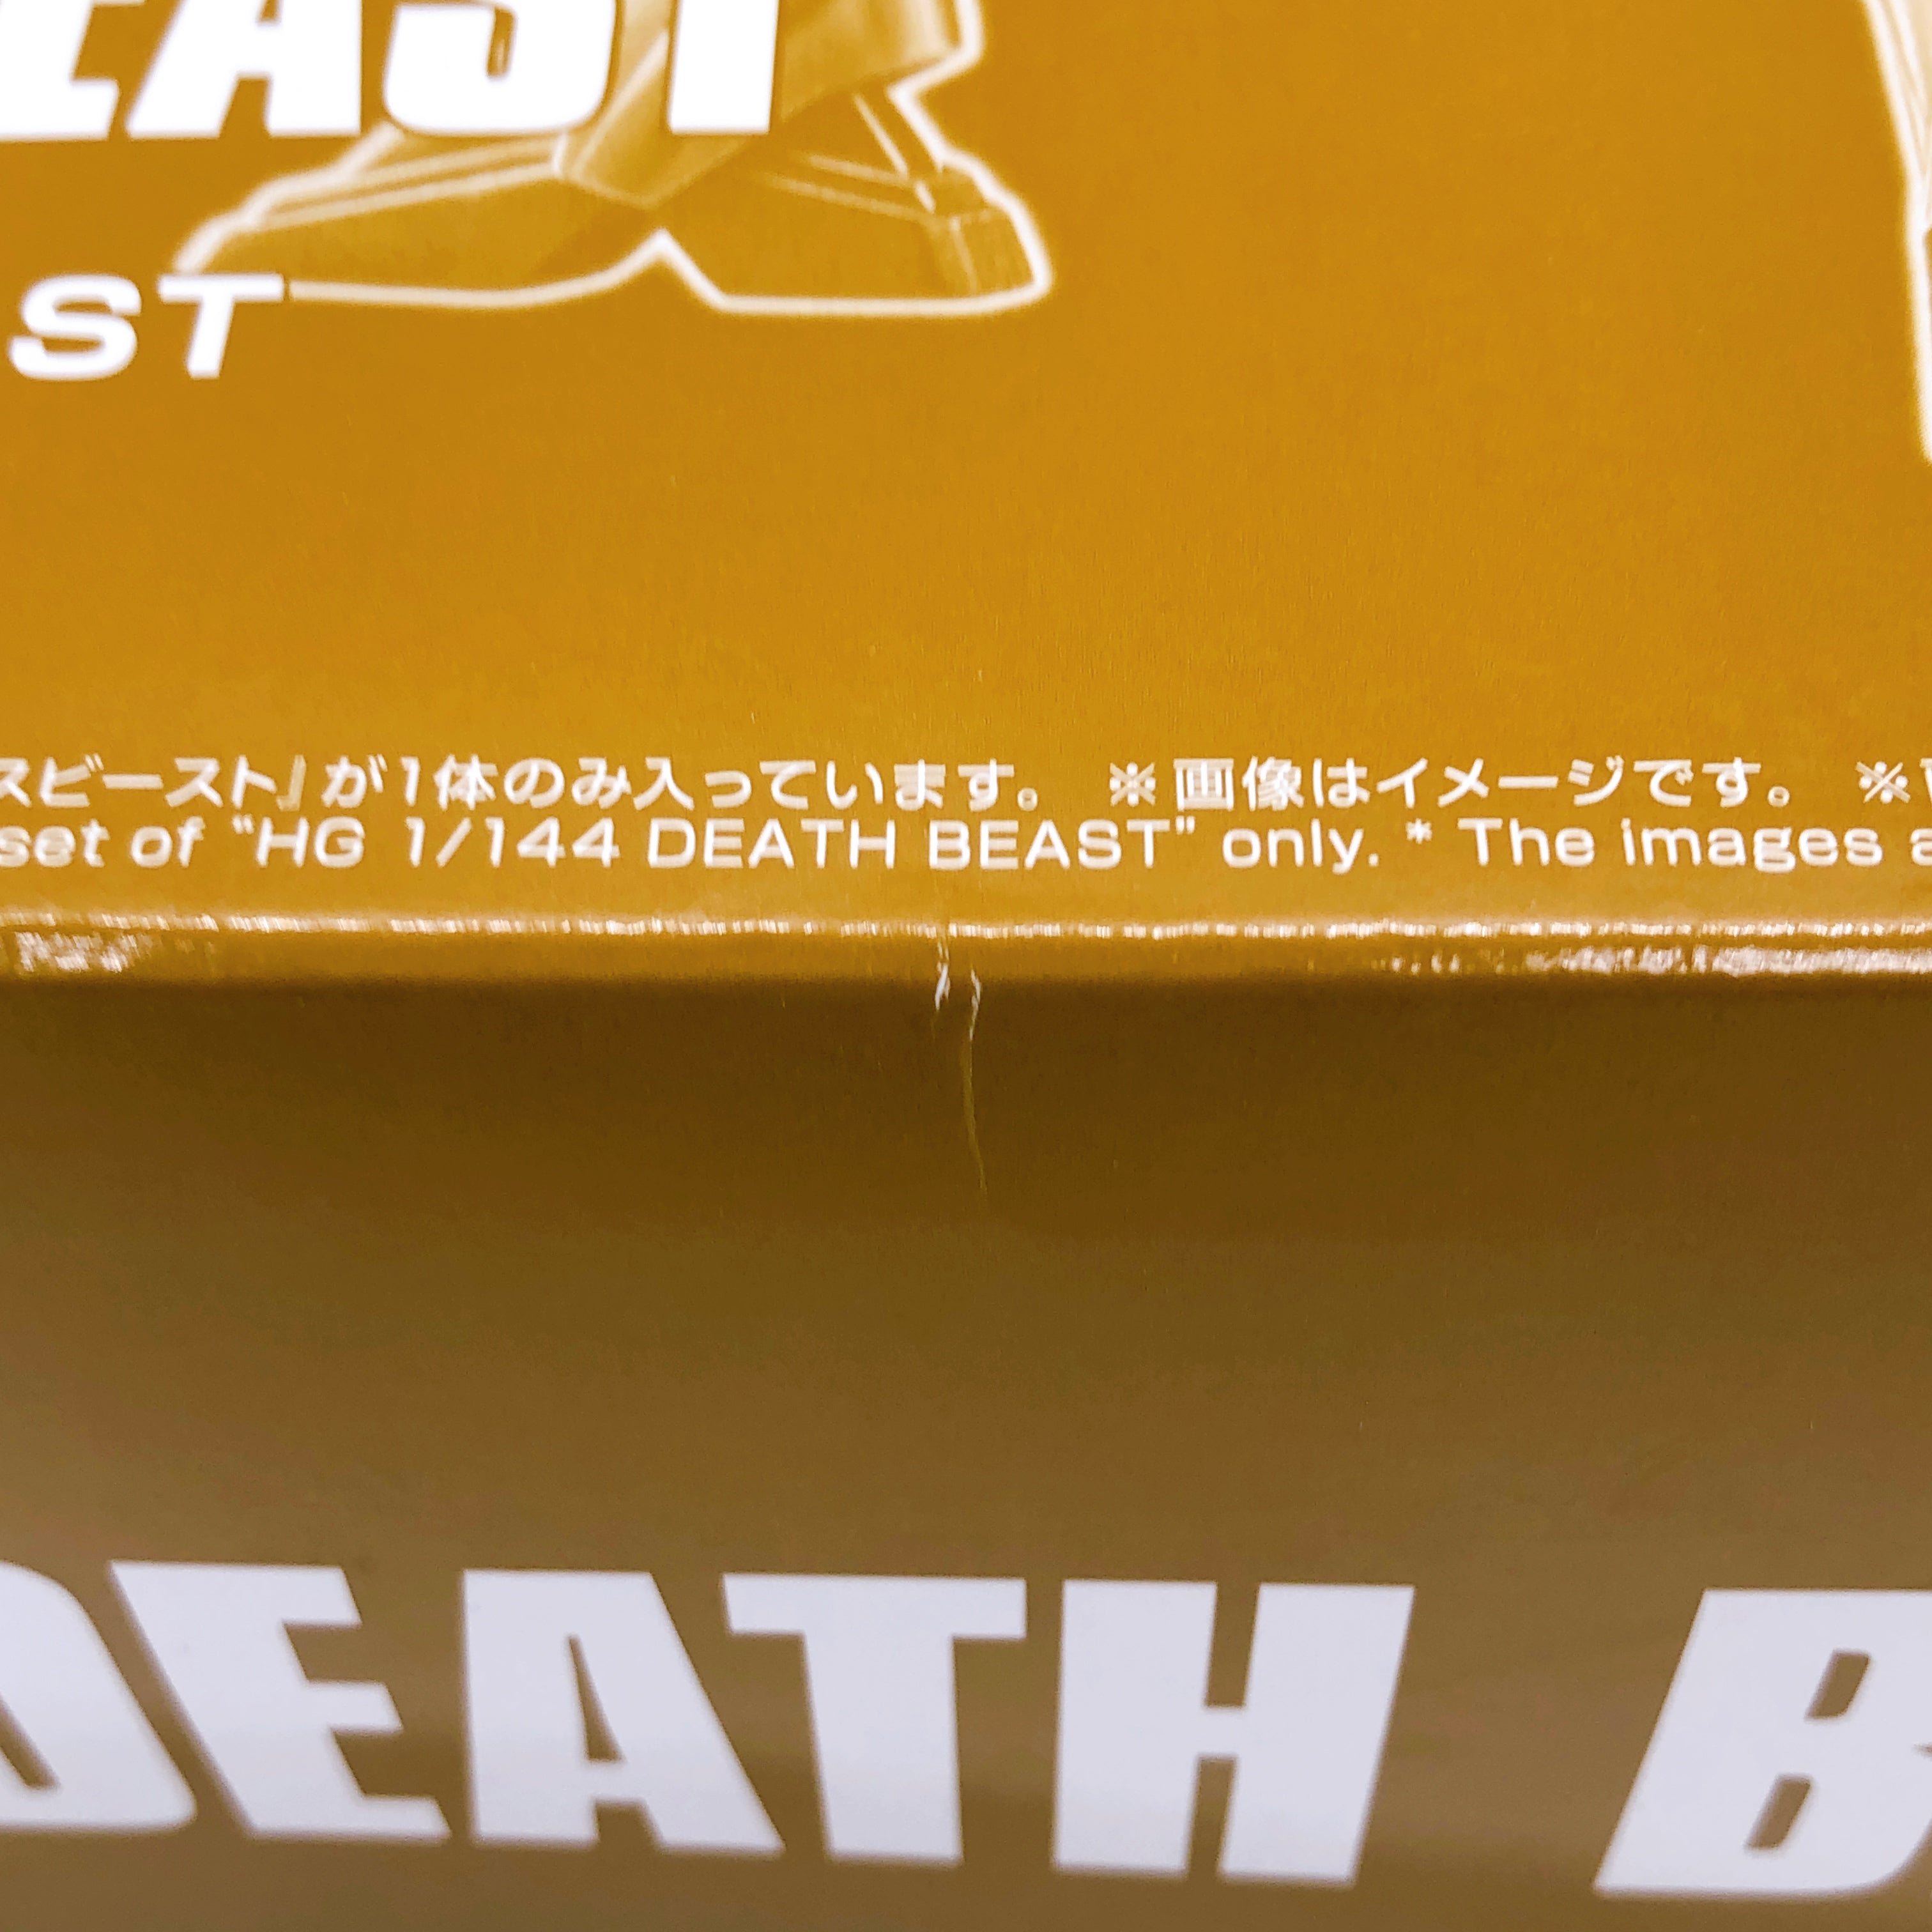 EAST
ST
スビースト』が1体のみ入っています。 ※画像はイメージです。 ※
set of “HG 1/144 DEATH BEAST” only. * The images a
DEATH B